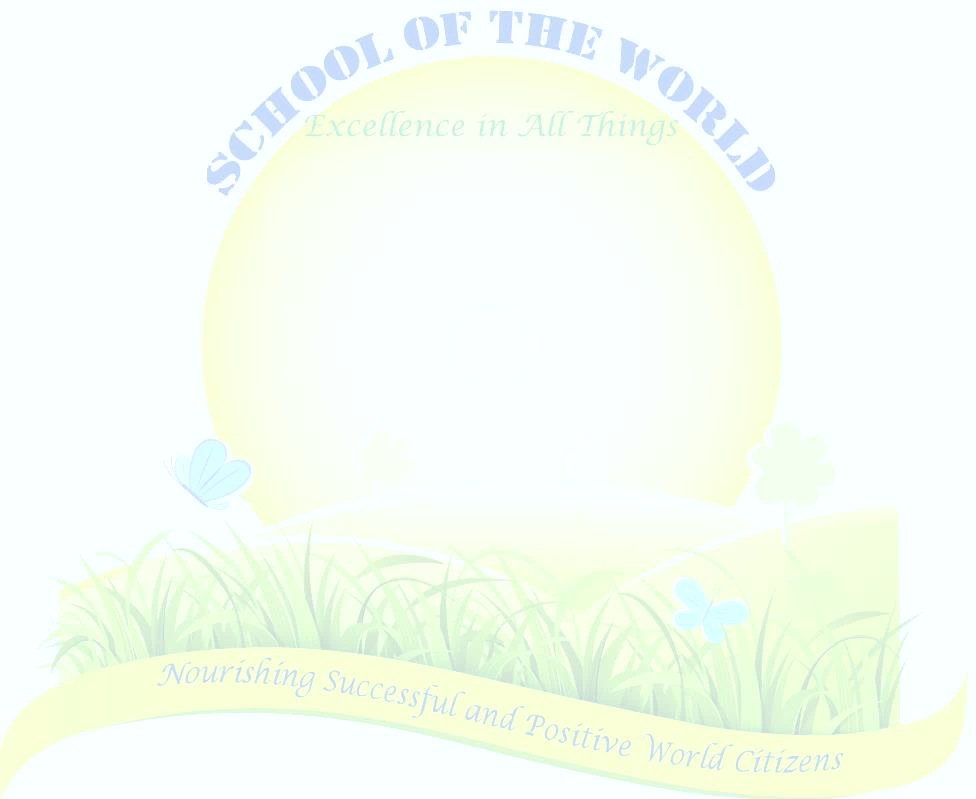 SCHOOL OF THE WORLD
Excellence in All Things
Nourishing Successful and Positive World Citizens